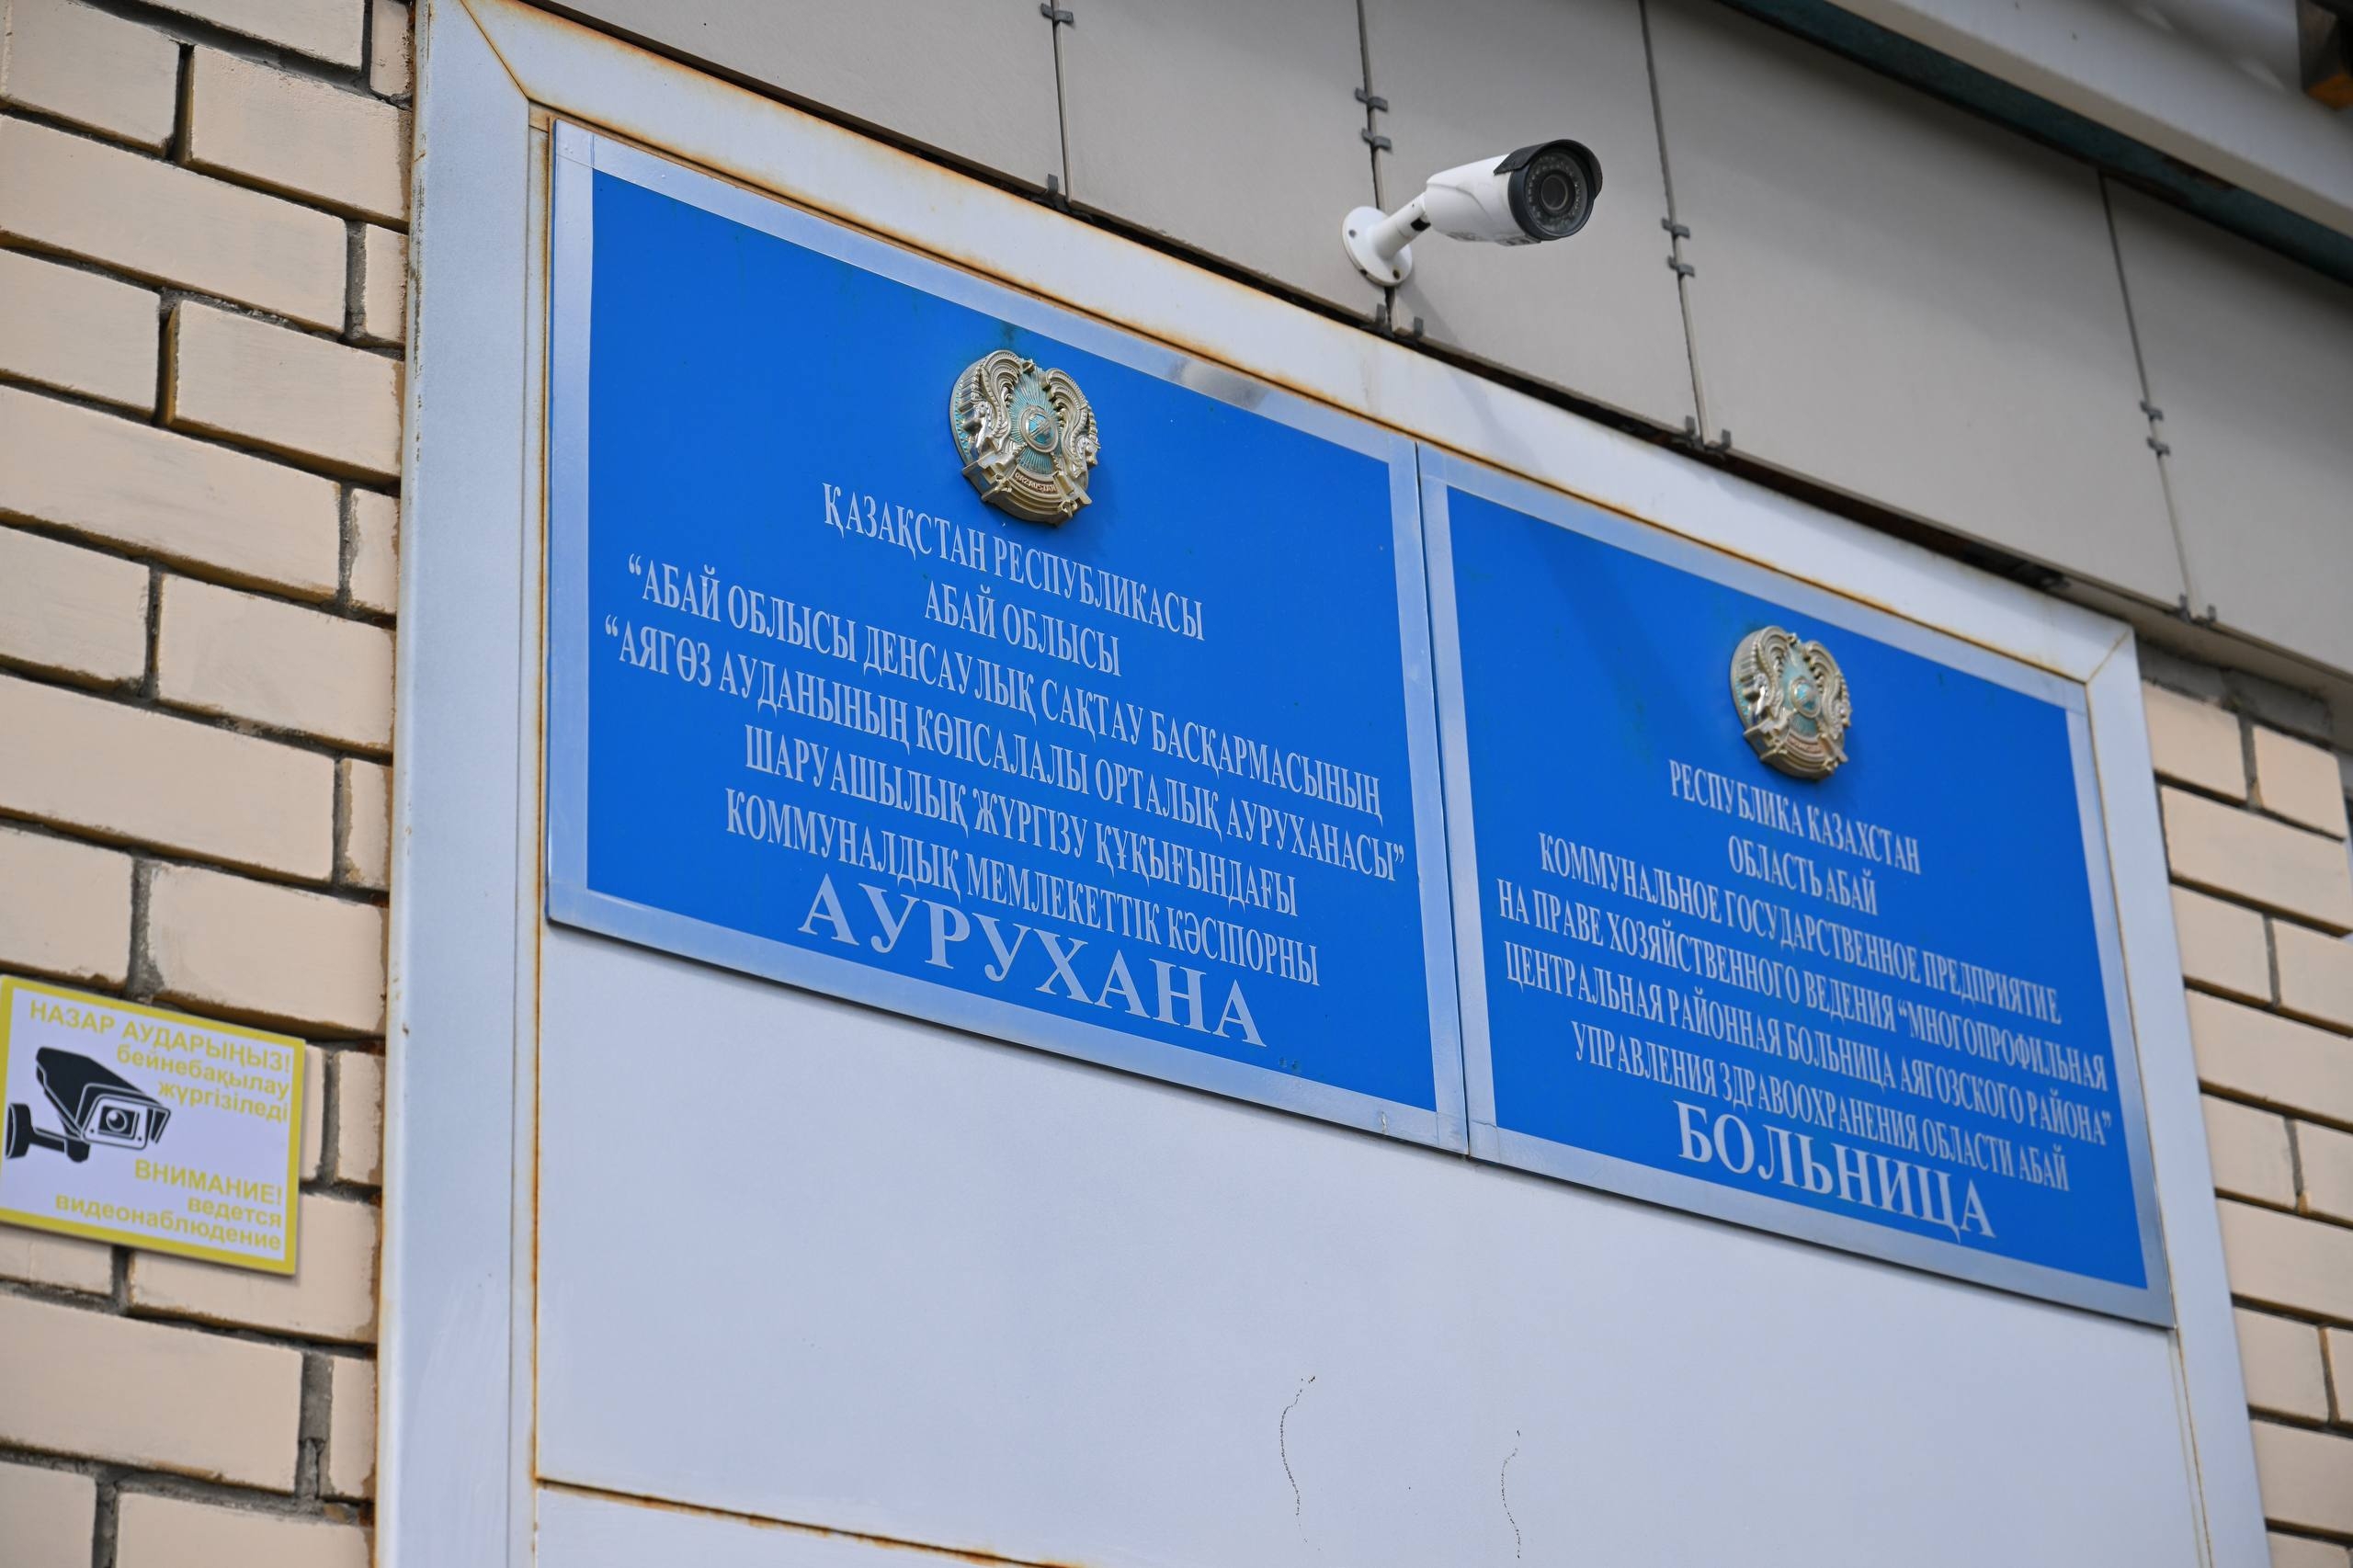 ҚАЗАҚСТАН РЕСПУБЛИКАСЫ
АБАЙ ОБЛЫСЫ
“АБАЙ ОБЛЫСЫ ДЕНСАУЛЫҚ САҚТАУ БАСҚАРМАСЫНЫҢ
“АЯГӨЗ АУДАНЫНЫҢ КӨПСАЛАЛЫ ОРТАЛЫҚ АУРУХАНАСЫ”
ШАРУАШЫЛЫҚ ЖҮРГІЗУ ҚҰҚЫҒЫНДАҒЫ
КОММУНАЛДЫҚ МЕМЛЕКЕТТІК КӘСІПОРНЫ
АУРУХАНА
РЕСПУБЛИКА КАЗАХСТАН
ОБЛАСТЬ АБАЙ
КОММУНАЛЬНОЕ ГОСУДАРСТВЕННОЕ ПРЕДПРИЯТИЕ
НА ПРАВЕ ХОЗЯЙСТВЕННОГО ВЕДЕНИЯ “МНОГОПРОФИЛЬНАЯ
ЦЕНТРАЛЬНАЯ РАЙОННАЯ БОЛЬНИЦА АЯГОЗСКОГО РАЙОНА”
УПРАВЛЕНИЯ ЗДРАВООХРАНЕНИЯ ОБЛАСТИ АБАЙ
БОЛЬНИЦА
НАЗАР АУДАРЫҢЫЗ!
бейнебақылау
жүргізіледі
ВНИМАНИЕ!
ведется
видеонаблюдение